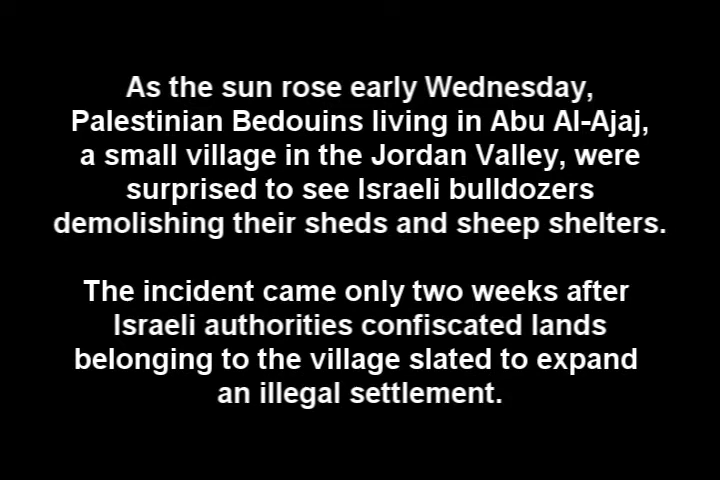 As the sun rose early Wednesday,
Palestinian Bedouins living in Abu Al-Ajaj,
a small village in the Jordan Valley, were
surprised to see Israeli bulldozers
demolishing their sheds and sheep shelters.
The incident came only two weeks after
Israeli authorities confiscated lands
belonging to the village slated to expand
an illegal settlement.